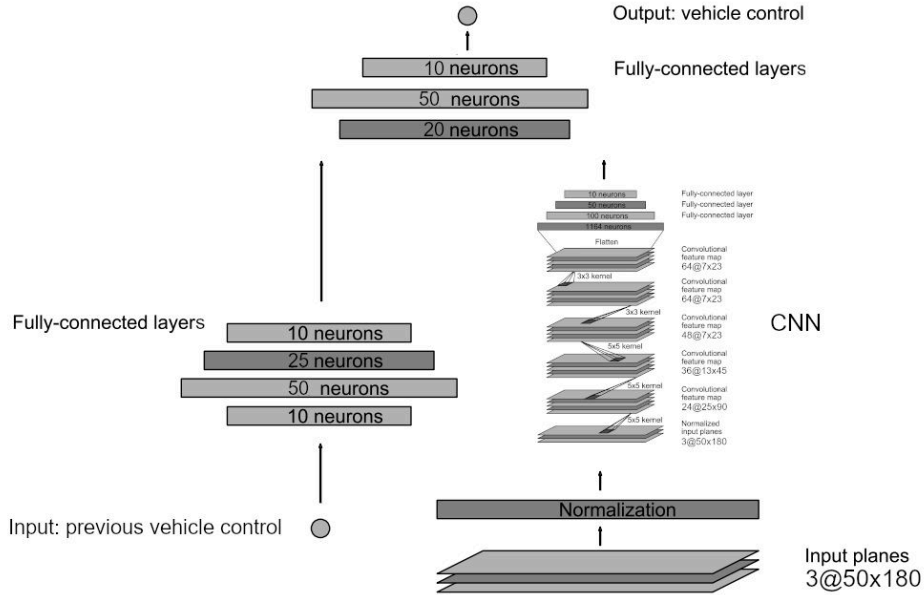 Output: vehicle control
10 neurons
Fully-connected layers
50 neurons
20 neurons
10 neurons
Fully-connected layer
50 neurons
Fully-connected layer
100 neurons
Fully-connected layer
1164 neurons
Flatten
Convolutional
feature map
64@7x23
3x3 kernel
Convolutional
feature map
64@7x23
3x3 kernel
Convolutional
feature map
48@7x23
5x5 kernel
Convolutional
feature map
36@13x45
5x5 kernel
Convolutional
feature map
24@25x90
5x5 kernel
Normalized
input planes
3@50x180
CNN
Fully-connected layers
10 neurons
25 neurons
50 neurons
10 neurons
Input: previous vehicle control
Normalization
Input planes
3@50x180